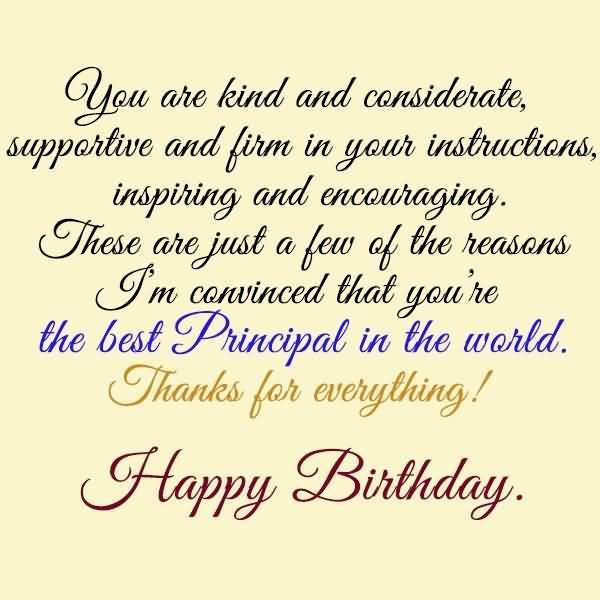 You are kind and considerate,
supportive and firm in your instructions,
inspiring and encouraging.
These are just a few of the reasons
I'm convinced that you're
the best Principal in the world.
Thanks for everything!
Happy Birthday.